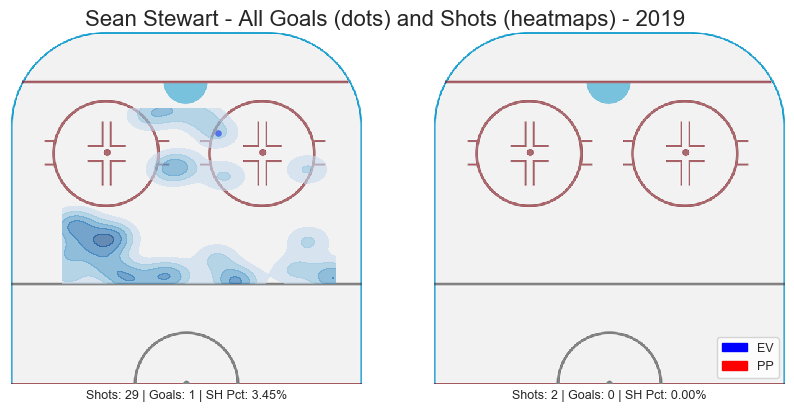 Sean Stewart - All Goals (dots) and Shots (heatmaps) - 2019
EV
PP
Shots: 29 | Goals: 1 | SH Pct: 3.45%
Shots: 2 | Goals: 0 | SH Pct: 0.00%